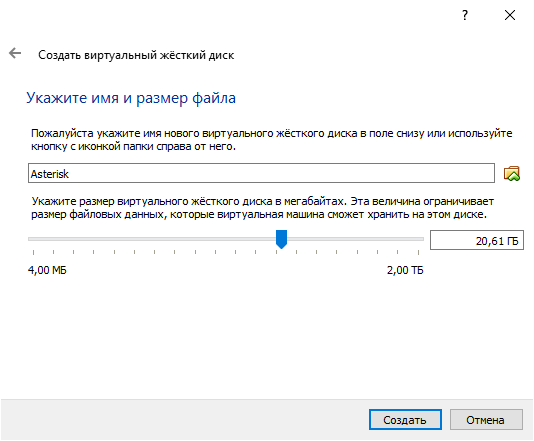 ?
Создать виртуальный жёсткий диск
Укажите имя и размер файла
Пожалуйста укажите имя нового виртуального жёсткого диска в поле снизу или используйте
кнопку с иконкой папки справа от него.
Asterisk
Укажите размер виртуального жёсткого диска в мегабайтах. Эта величина ограничивает
размер файловых данных, которые виртуальная машина сможет хранить на этом диске.
20,61 ГБ
4,00 МБ 2,00 ТБ
Создать Отмена